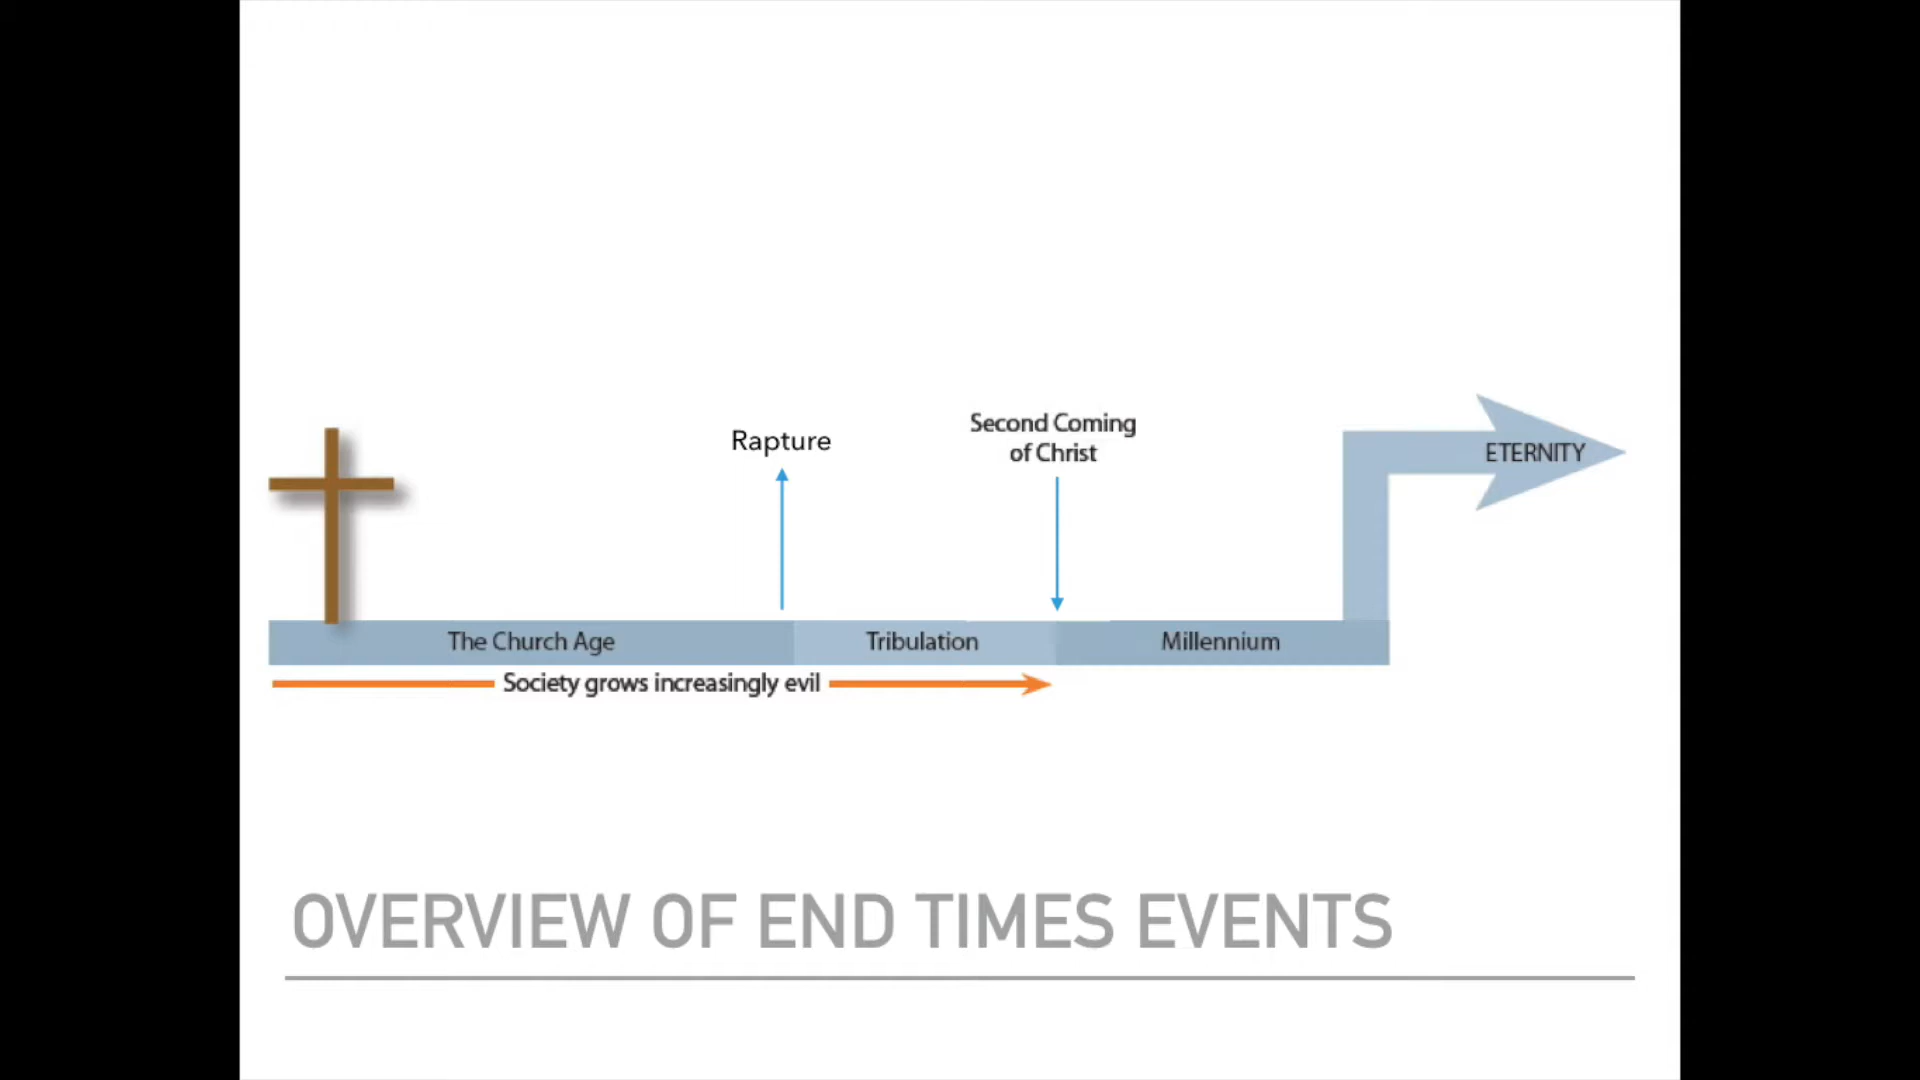 Rapture
Second Coming
of Christ
ETERNITY
The Church Age
Tribulation
Millennium
Society grows increasingly evil
OVERVIEW OF END TIMES EVENTS